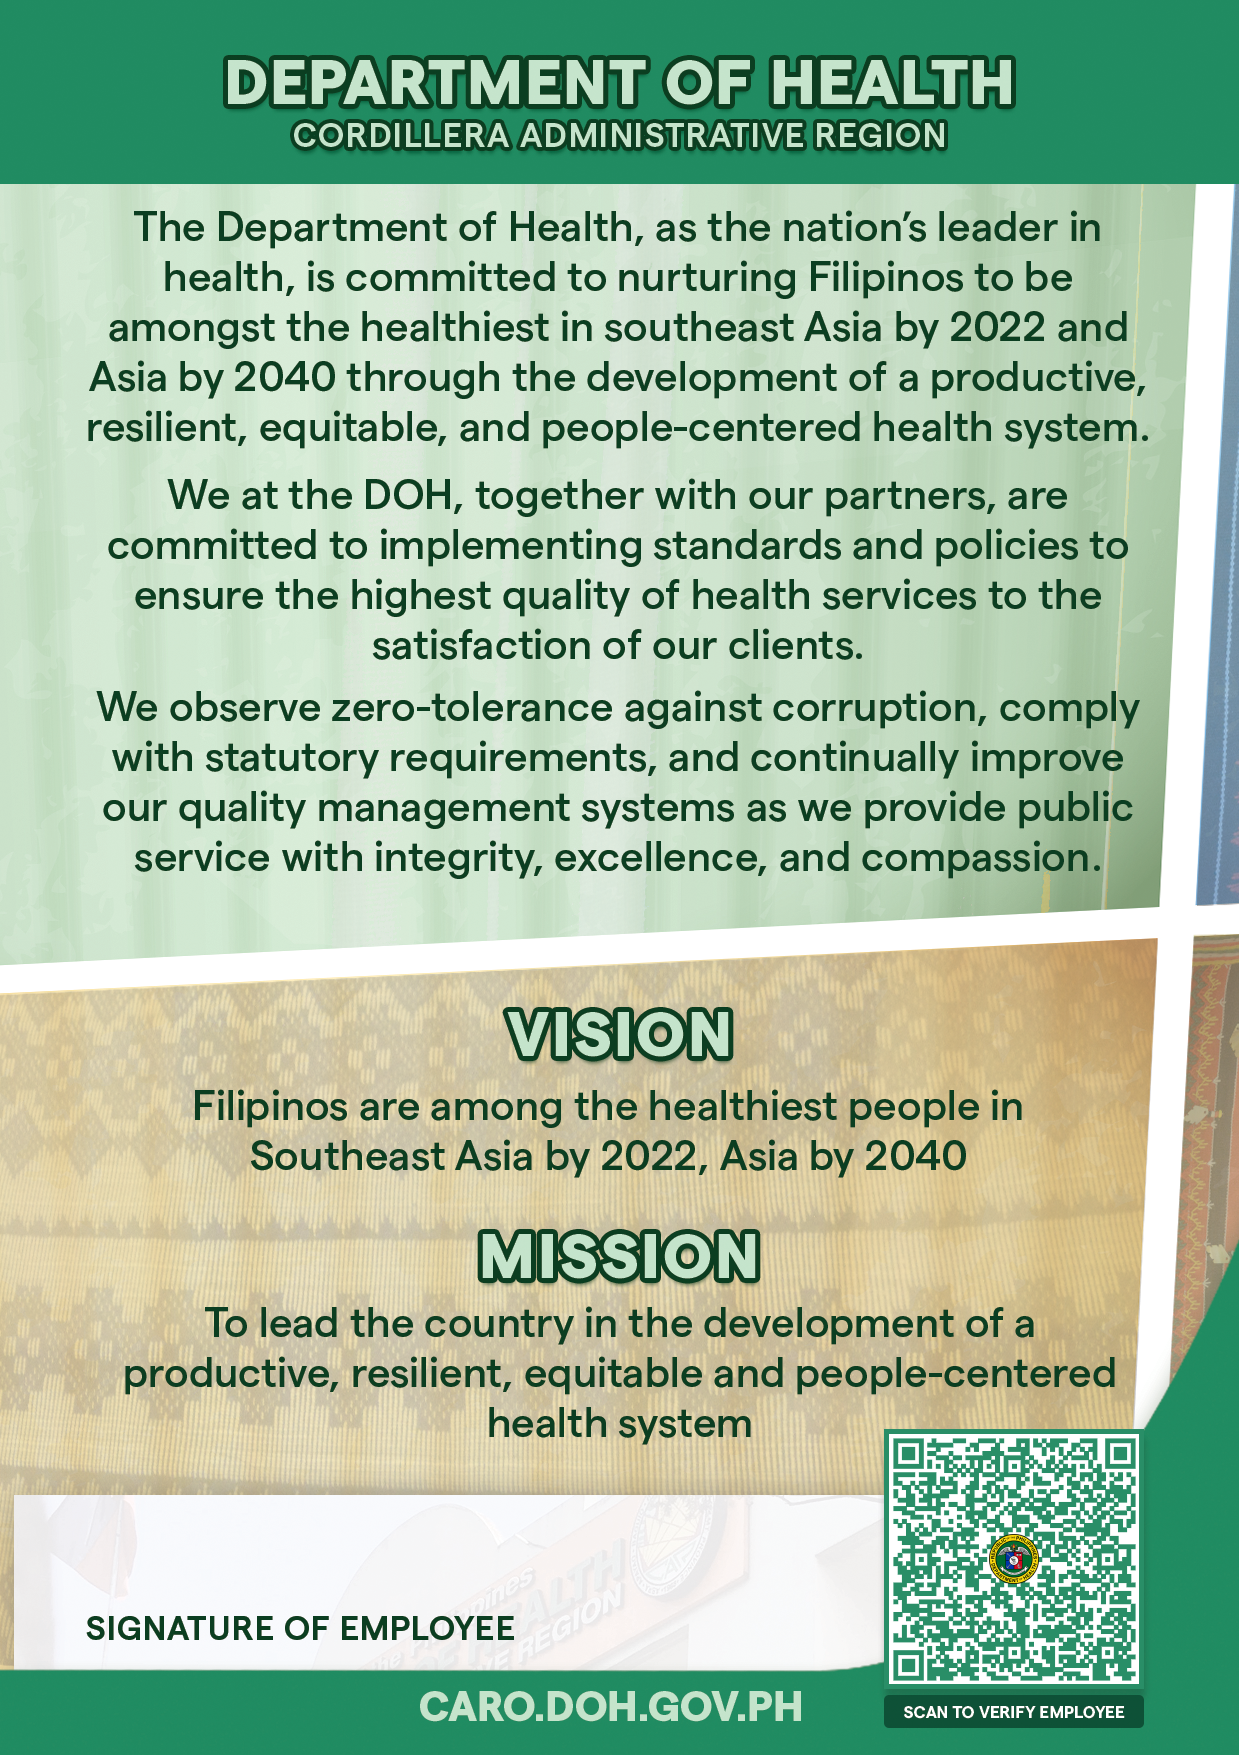 DEPARTMENT OF HEALTH
CORDILLERA ADMINISTRATIVE REGION
The Department of Health, as the nation’s leader in
health, is committed to nurturing Filipinos to be
amongst the healthiest in southeast Asia by 2022 and
Asia by 2040 through the development of a productive,
resilient, equitable, and people-centered health system.
We at the DOH, together with our partners, are
committed to implementing standards and policies to
ensure the highest quality of health services to the
satisfaction of our clients.
We observe zero-tolerance against corruption, comply
with statutory requirements, and continually improve
our quality management systems as we provide public
service with integrity, excellence, and compassion.
VISION
Filipinos are among the healthiest people in
Southeast Asia by 2022, Asia by 2040
MISSION
To lead the country in the development of a
productive, resilient, equitable and people-centered
health system
SIGNATURE OF EMPLOYEE
CARO.DOH.GOV.PH
SCAN TO VERIFY EMPLOYEE